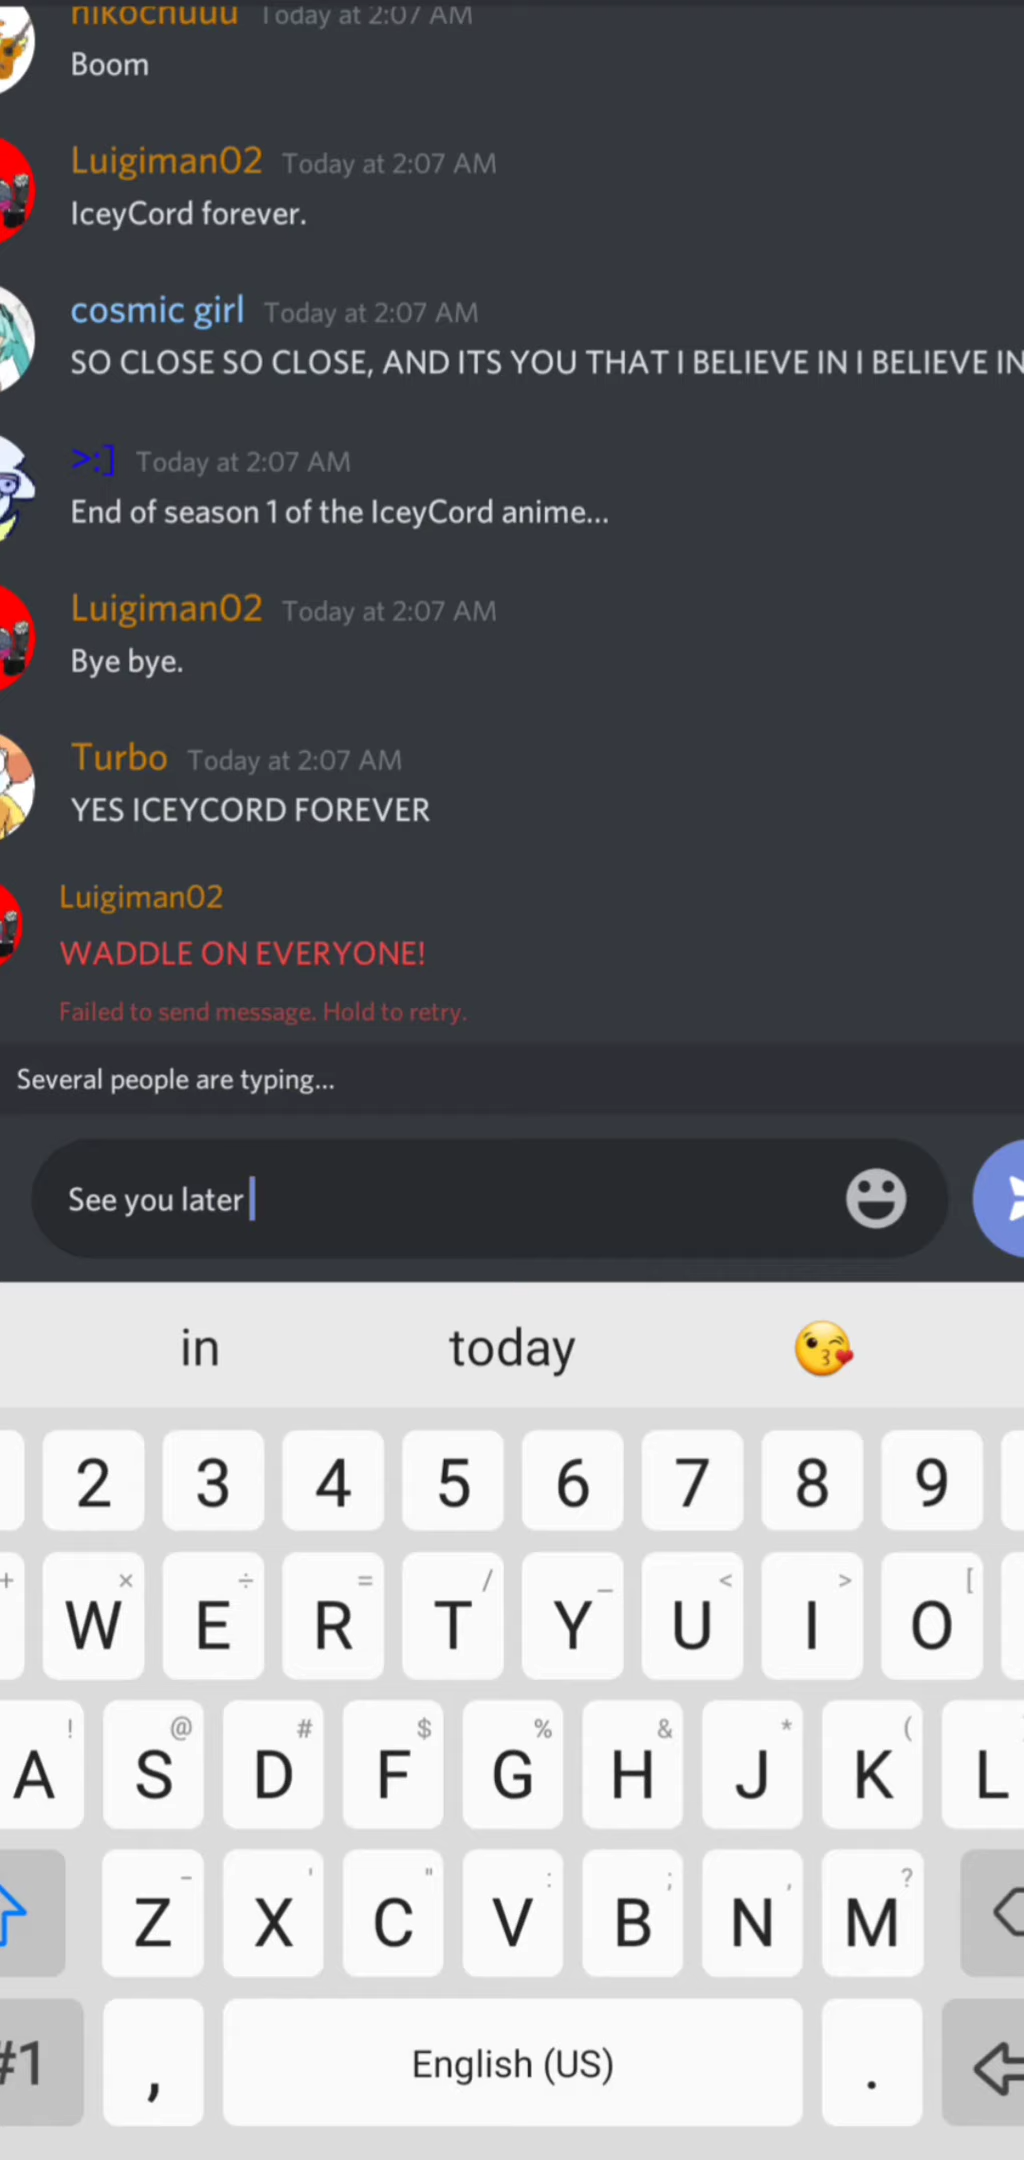 nikochuuu Today at 2:07 AM
Boom
Luigiman02 Today at 2:07 AM
IceyCord forever.
cosmic girl Today at 2:07 AM
SO CLOSE SO CLOSE, AND ITS YOU THAT I BELIEVE IN I BELIEVE IN
>:] Today at 2:07 AM
End of season 1 of the IceyCord anime...
Luigiman02 Today at 2:07 AM
Bye bye.
Turbo Today at 2:07 AM
YES ICEYCORD FOREVER
Luigiman02
WADDLE ON EVERYONE!
Failed to send message. Hold to retry.
Several people are typing...
See you later
in today 😘
2 3 4 5 6 7 8 9
+ × ÷ = / _ < > [
W E R T Y U I O
! @ # $ % & * (
A S D F G H J K L
- ' " : ; , ?
Z X C V B N M
#1 , English (US) .